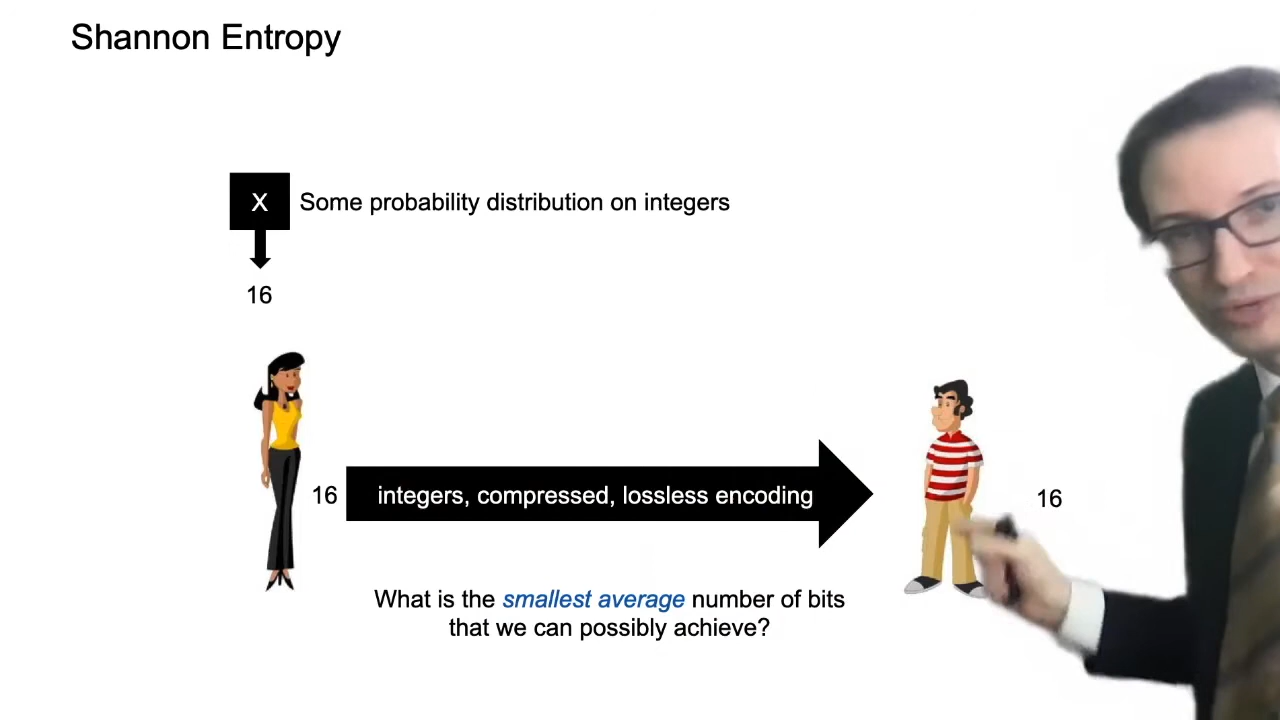 Shannon Entropy
X Some probability distribution on integers
16
16 integers, compressed, lossless encoding 16
What is the smallest average number of bits
that we can possibly achieve?